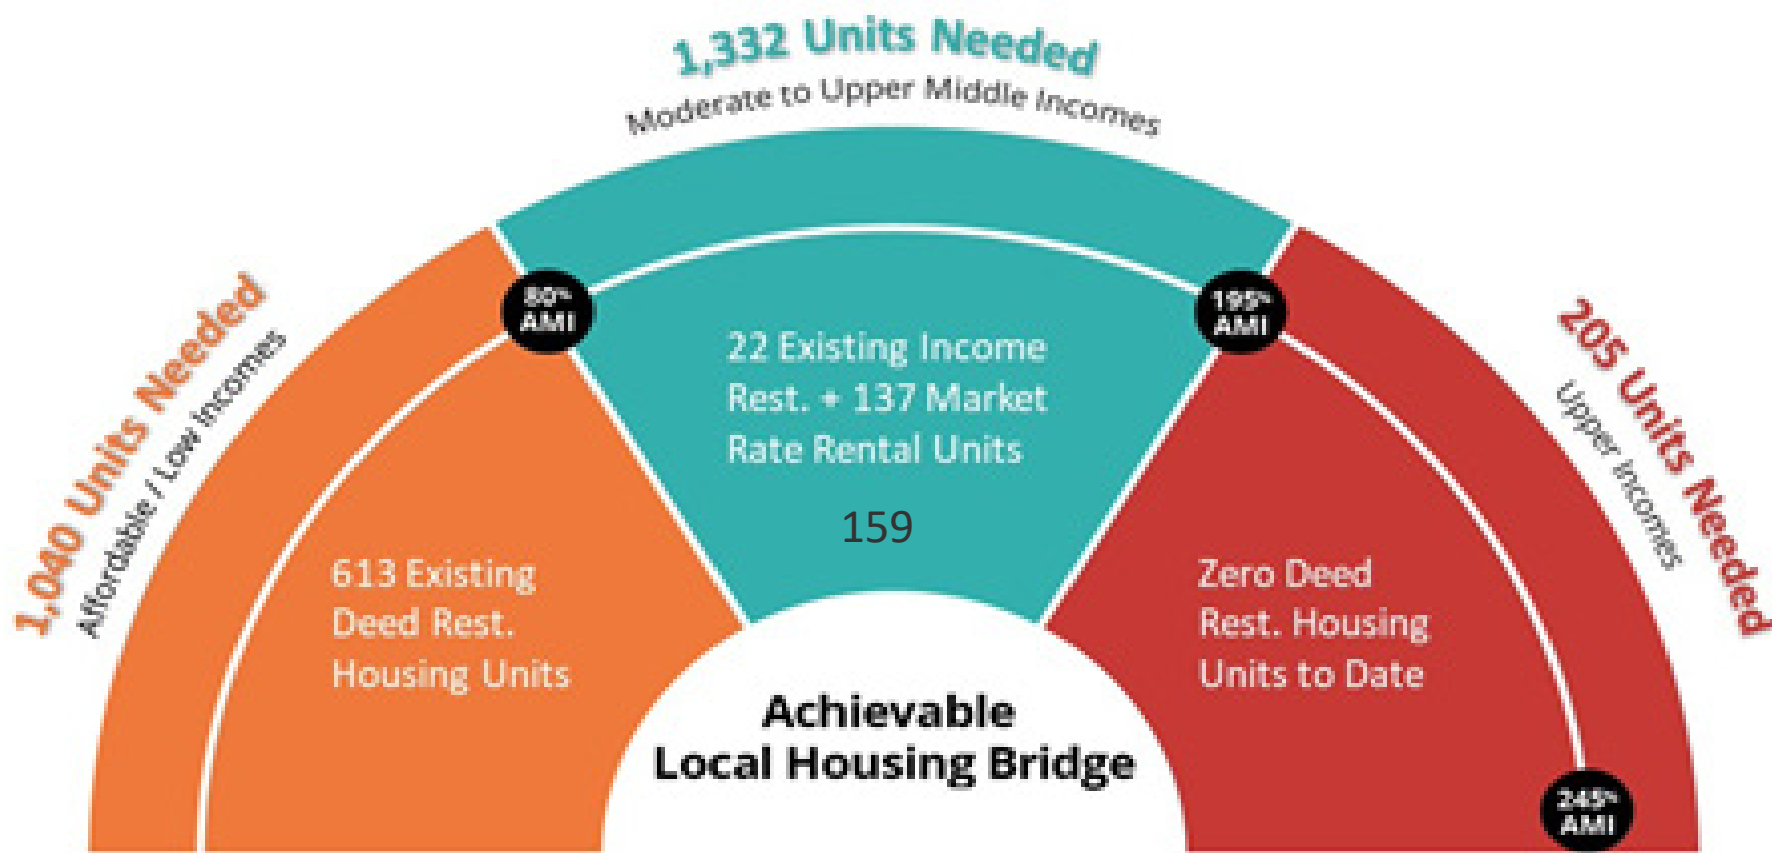 1,332 Units Needed
Moderate to Upper Middle Incomes
1,040 Units Needed
Affordable / Low Incomes
205 Units Needed
Upper Incomes
80%
AMI
195%
AMI
22 Existing Income
Rest. + 137 Market
Rate Rental Units
159
613 Existing
Deed Rest.
Housing Units
Zero Deed
Rest. Housing
Units to Date
Achievable
Local Housing Bridge
245%
AMI